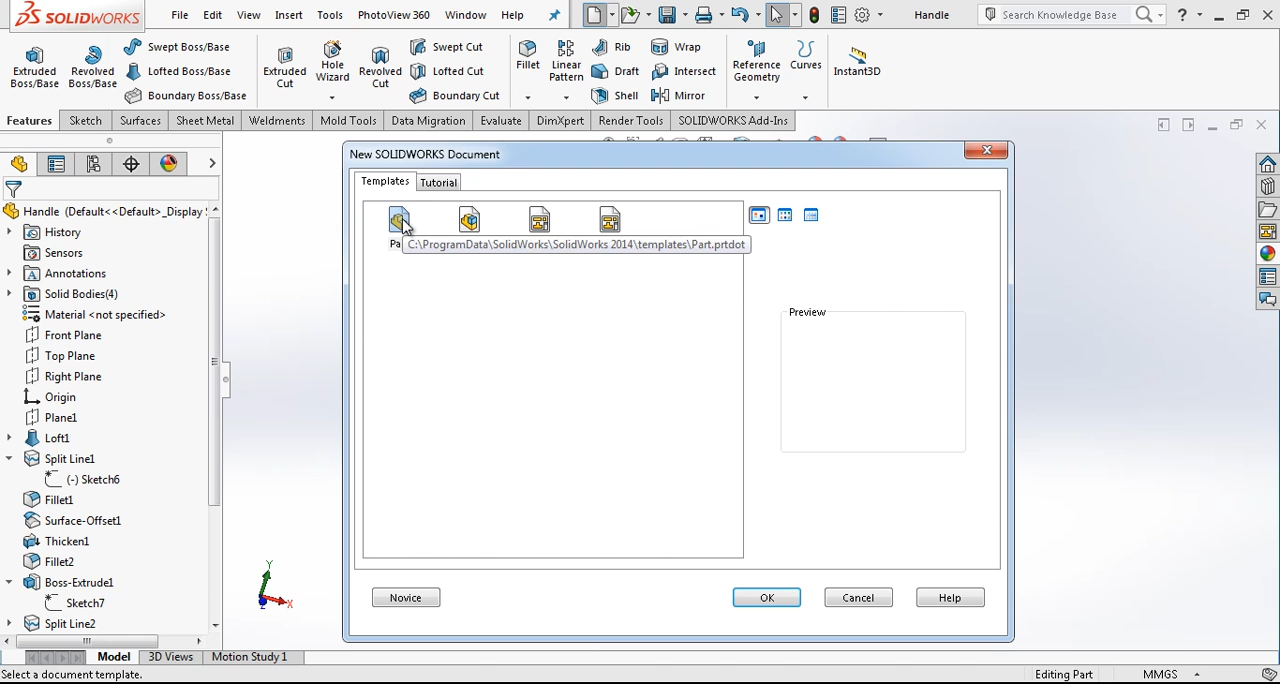 SOLIDWORKS File Edit View Insert Tools PhotoView 360 Window Help Handle Search Knowledge Base ?
Extruded Boss/Base
Revolved Boss/Base
Swept Boss/Base
Lofted Boss/Base
Boundary Boss/Base
Extruded Cut
Hole Wizard
Revolved Cut
Swept Cut
Lofted Cut
Boundary Cut
Fillet
Linear Pattern
Rib
Draft
Shell
Wrap
Intersect
Mirror
Reference Geometry
Curves
Instant3D
Features Sketch Surfaces Sheet Metal Weldments Mold Tools Data Migration Evaluate DimXpert Render Tools SOLIDWORKS Add-Ins
Handle (Default<<Default>_Display
History
Sensors
Annotations
Solid Bodies(4)
Material <not specified>
Front Plane
Top Plane
Right Plane
Origin
Plane1
Loft1
Split Line1
(-) Sketch6
Fillet1
Surface-Offset1
Thicken1
Fillet2
Boss-Extrude1
Sketch7
Split Line2
New SOLIDWORKS Document
Templates Tutorial
Pa
C:\ProgramData\SolidWorks\SolidWorks 2014\templates\Part.prtdot
Preview
Novice OK Cancel Help
Y
X
Z
Model 3D Views Motion Study 1
Select a document template. Editing Part MMGS